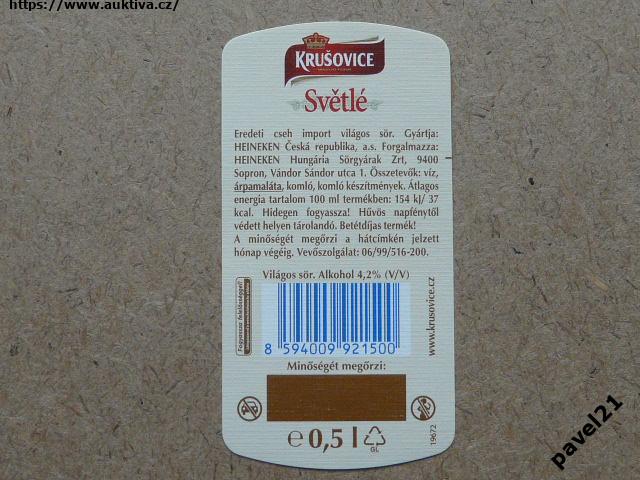 https://www.auktiva.cz/
KRUŠOVICE
Světlé
Eredeti cseh import világos sör. Gyártja:
HEINEKEN Česká republika, a.s. Forgalmazza:
HEINEKEN Hungária Sörgyárak Zrt, 9400
Sopron, Vándor Sándor utca 1. Összetevők: víz,
árpamaláta, komló, komló készítmények. Átlagos
energia tartalom 100 ml termékben: 154 kJ/ 37
kcal. Hidegen fogyassza! Hűvös napfénytől
védett helyen tárolandó. Betétdíjas termék!
A minőségét megőrzi a hátcímkén jelzett
hónap végéig. Vevőszolgálat: 06/99/516-200.
Világos sör. Alkohol 4,2% (V/V)
Fogyassza felelősséggel!
8 594009 921500
www.krusovice.cz
Minőségét megőrzi:
e 0,5 l
GL
19672
pavel21